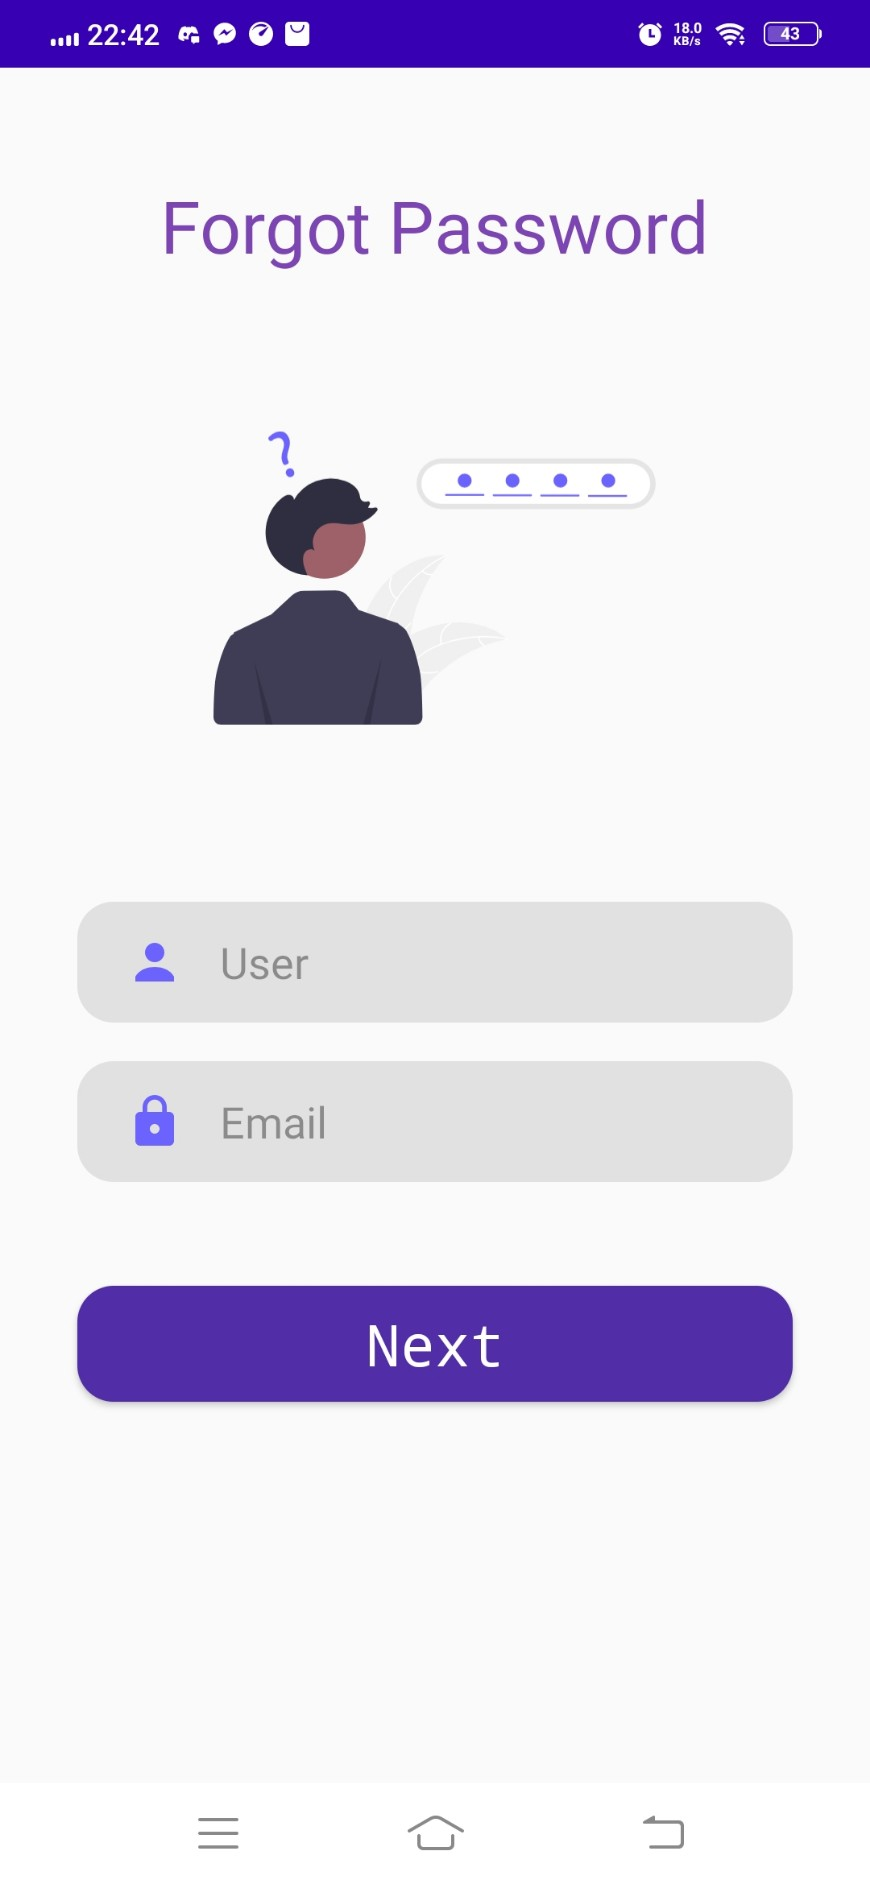 22:42
18.0
KB/s
43
Forgot Password
?
User
Email
Next